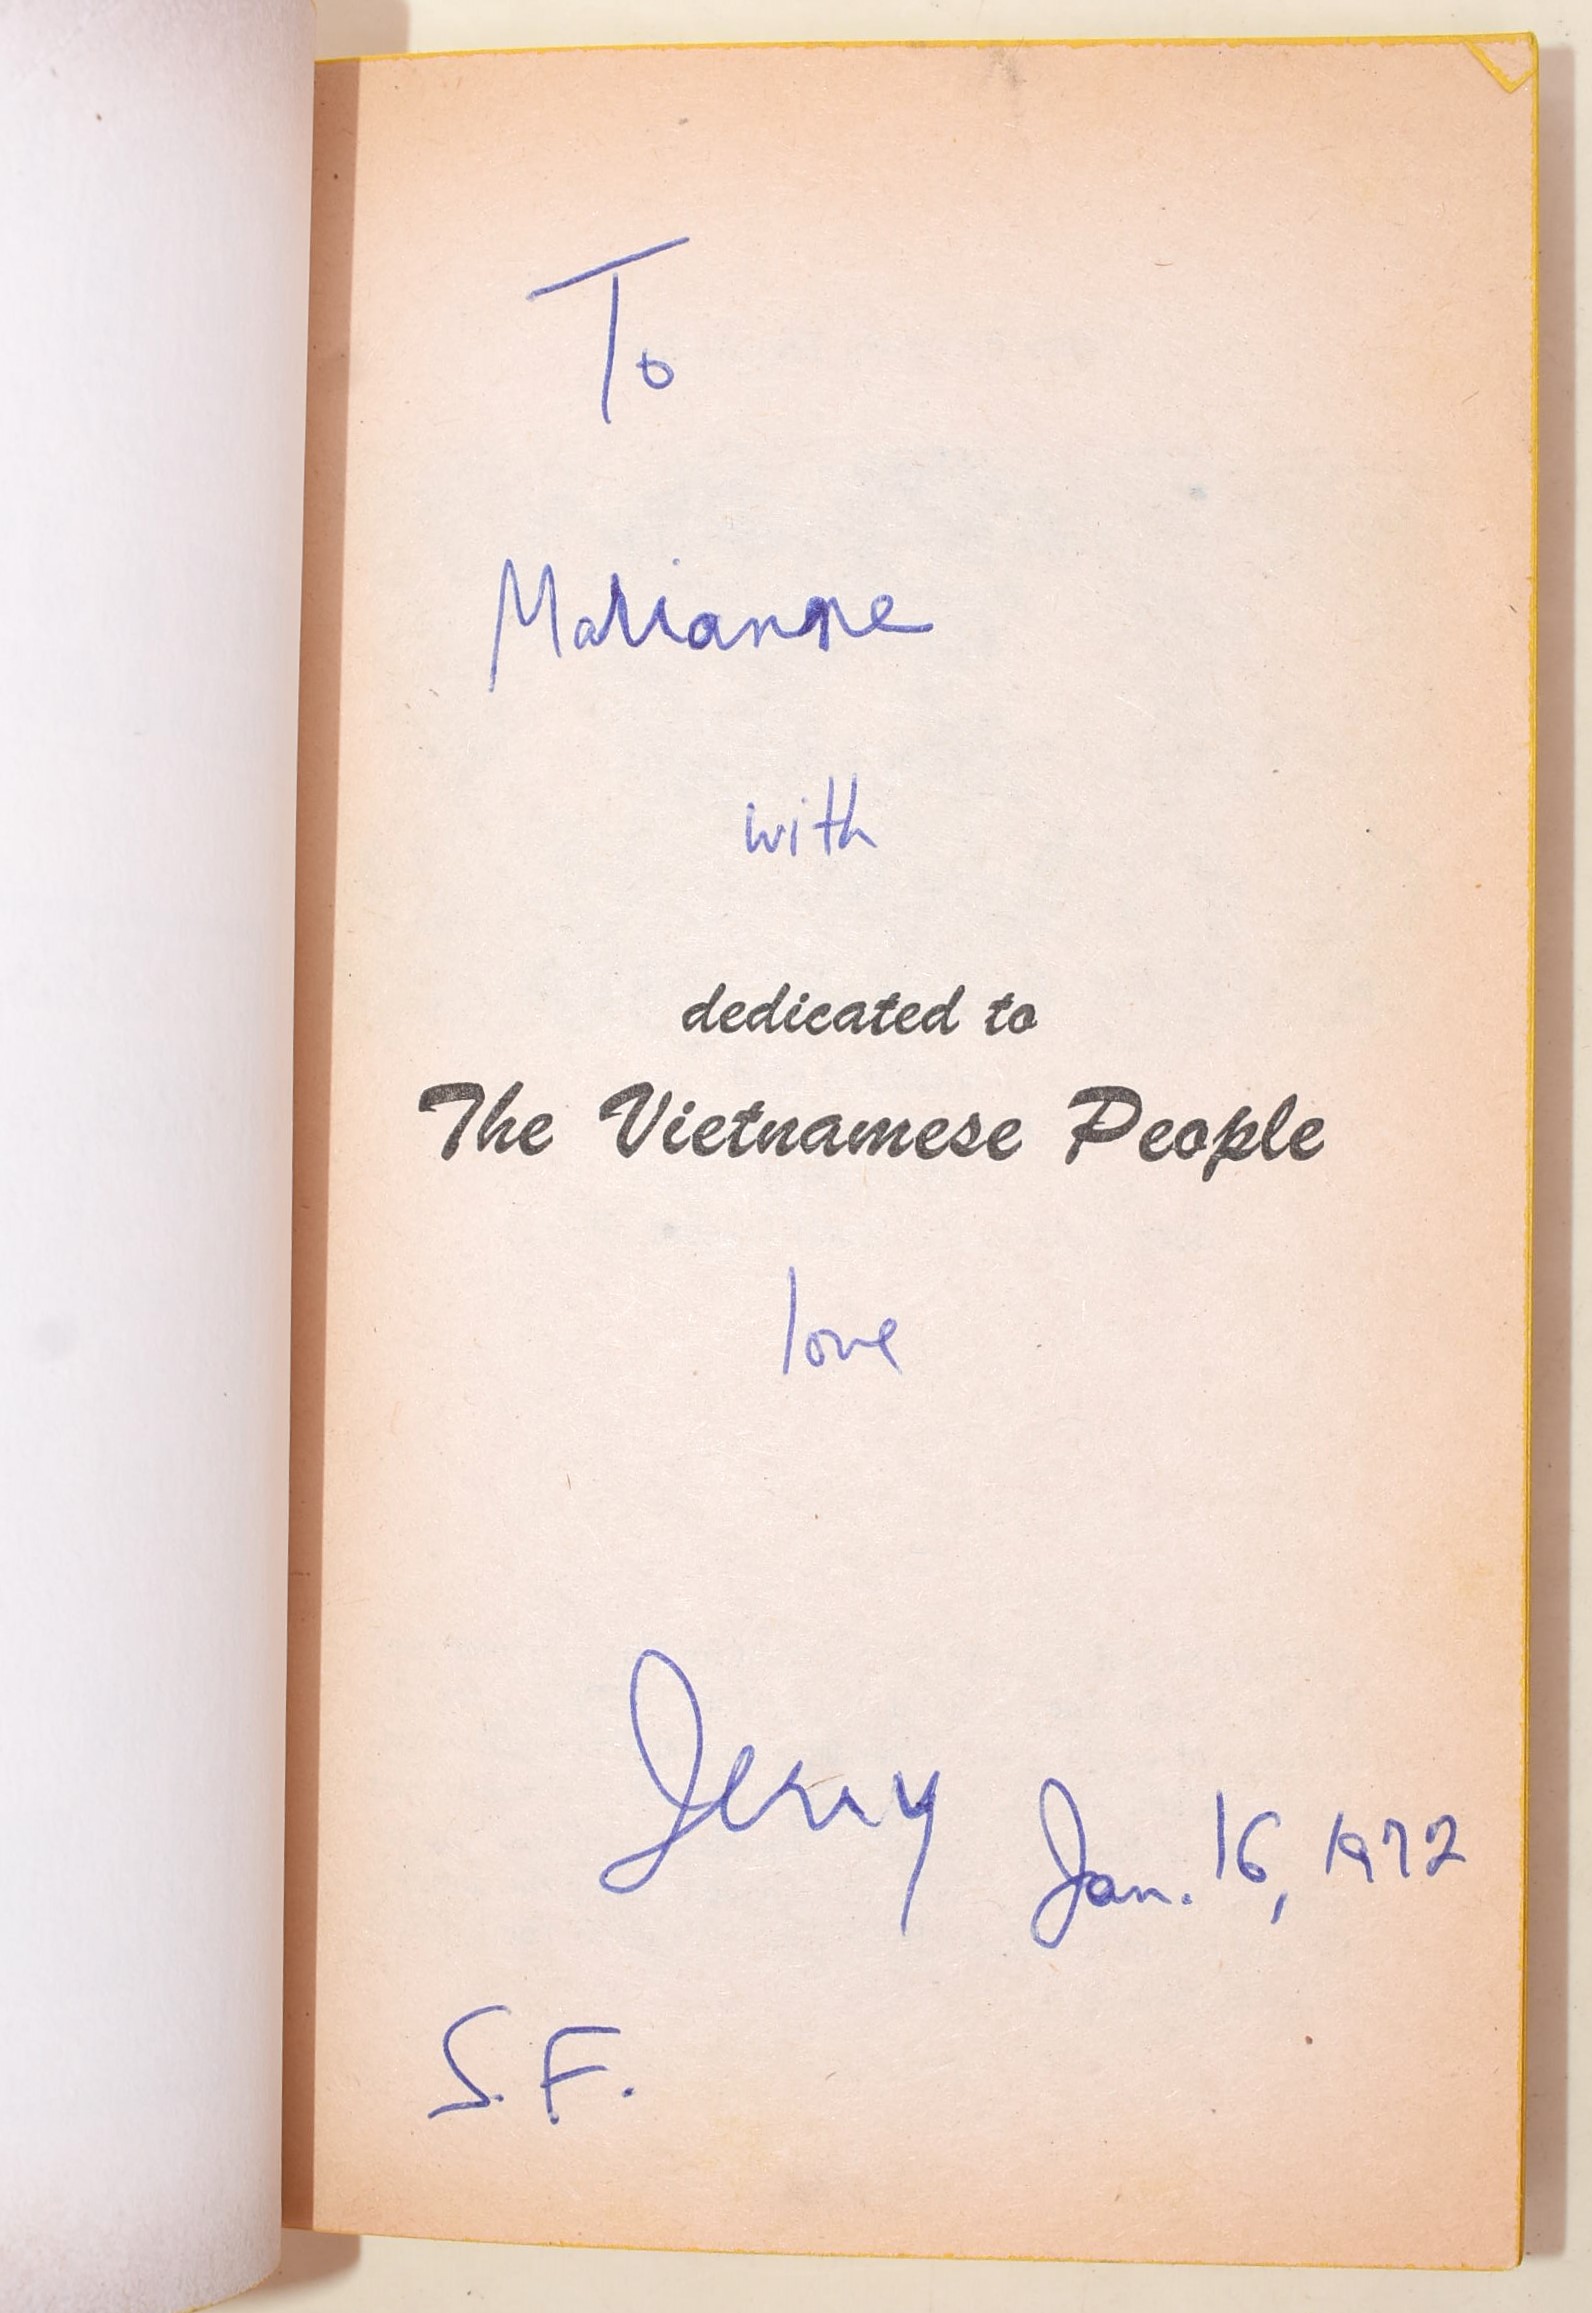 To
Marianne
with
dedicated to
The Vietnamese People
love
Jerry
Jan. 16, 1972
S.F.